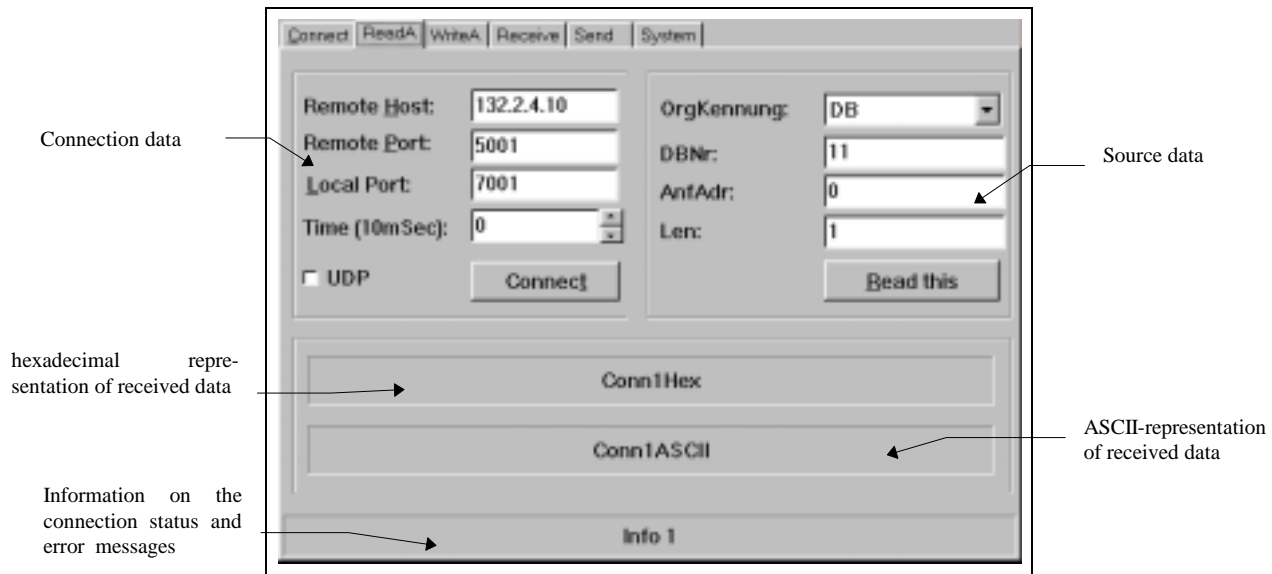 Connect ReadA WriteA Receive Send System
Remote Host: 132.2.4.10
Remote Port: 5001
Local Port: 7001
Time (10mSec): 0
UDP Connect
OrgKennung: DB
DBNr: 11
AnfAdr: 0
Len: 1
Read this
Conn1Hex
Conn1ASCII
Info 1
Connection data
Source data
hexadecimal repre-
sentation of received data
ASCII-representation
of received data
Information on the
connection status and
error messages